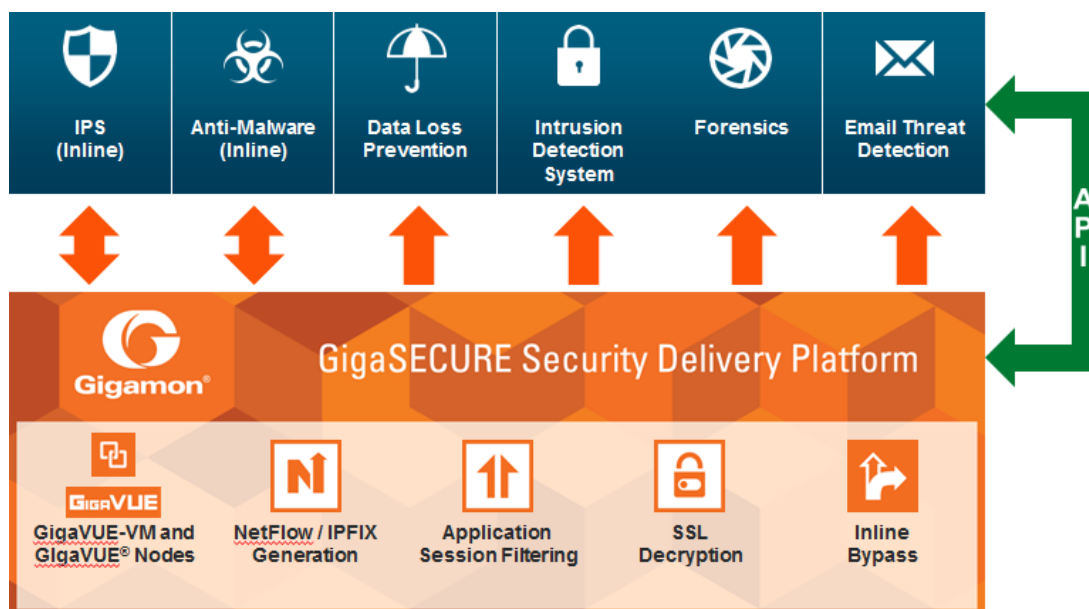 IPS
(Inline)
Anti-Malware
(Inline)
Data Loss
Prevention
Intrusion
Detection
System
Forensics
Email Threat
Detection
A
P
I
Gigamon®
GigaSECURE Security Delivery Platform
GIGAVUE
GigaVUE-VM and
GIgaVUE® Nodes
NetFlow / IPFIX
Generation
Application
Session Filtering
SSL
Decryption
Inline
Bypass